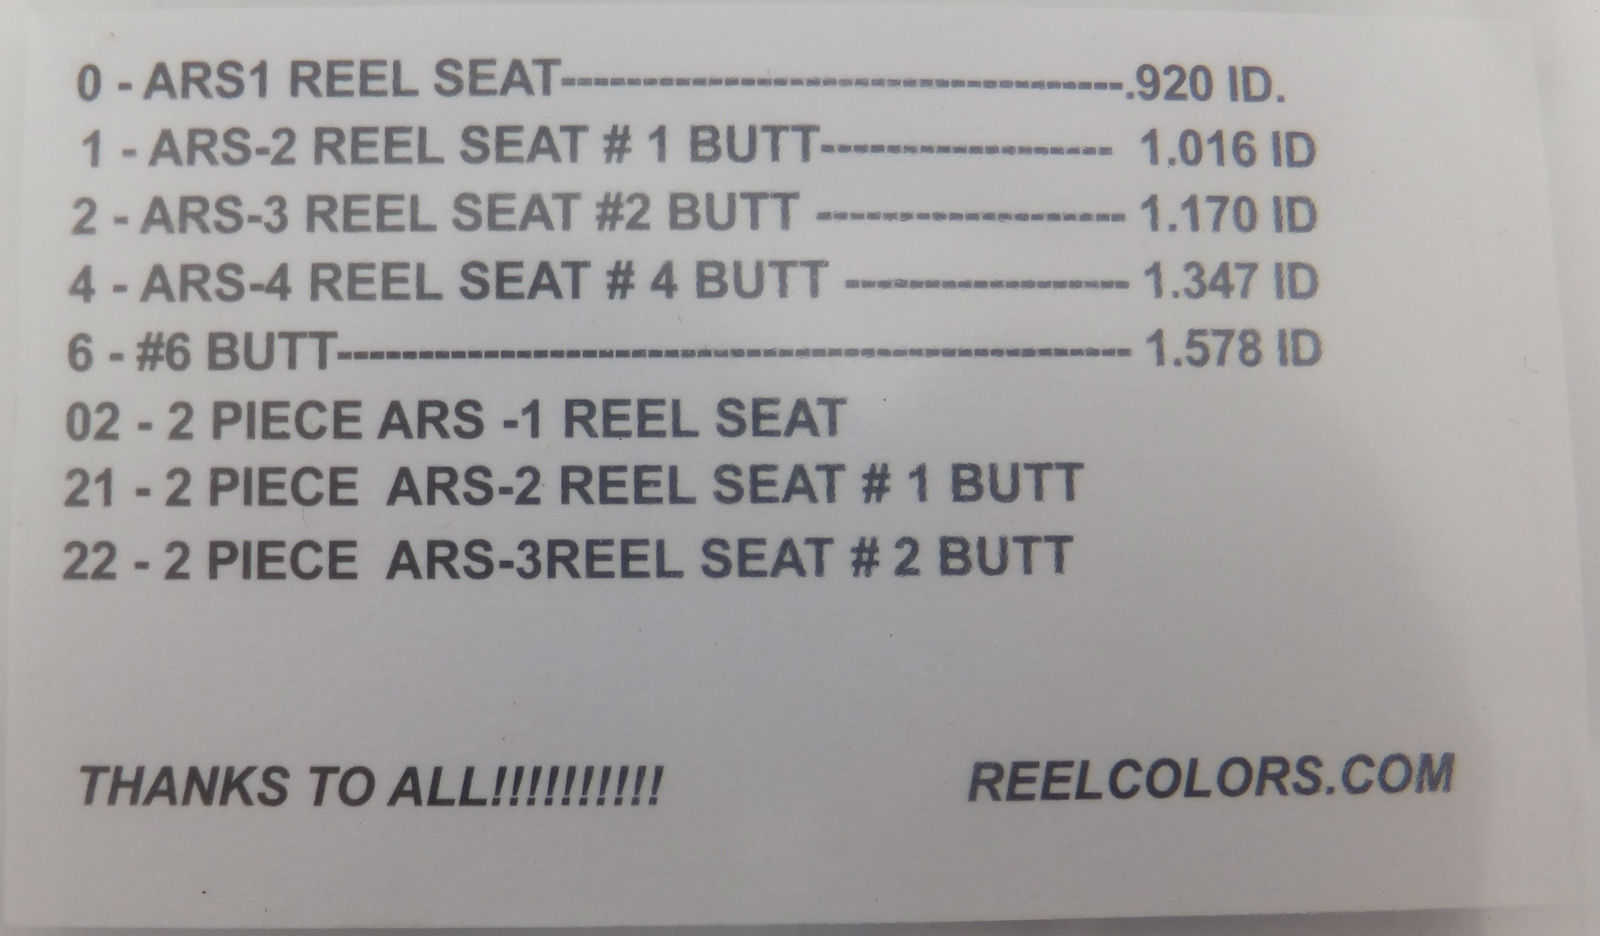 0 - ARS1 REEL SEAT-----------------------------------------.920 ID.
1 - ARS-2 REEL SEAT # 1 BUTT--------------------- 1.016 ID
2 - ARS-3 REEL SEAT #2 BUTT ---------------------- 1.170 ID
4 - ARS-4 REEL SEAT # 4 BUTT -------------------- 1.347 ID
6 - #6 BUTT--------------------------------------------------------- 1.578 ID
02 - 2 PIECE ARS -1 REEL SEAT
21 - 2 PIECE  ARS-2 REEL SEAT # 1 BUTT
22 - 2 PIECE  ARS-3REEL SEAT # 2 BUTT
THANKS TO ALL!!!!!!!!!! REELCOLORS.COM